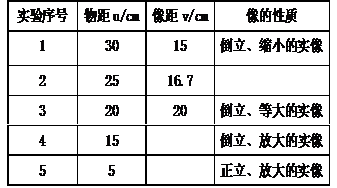 实验序号 物距u/cm 像距v/cm 像的性质
1 30 15 倒立、缩小的实像
2 25 16.7
3 20 20 倒立、等大的实像
4 15 倒立、放大的实像
5 5 正立、放大的实像